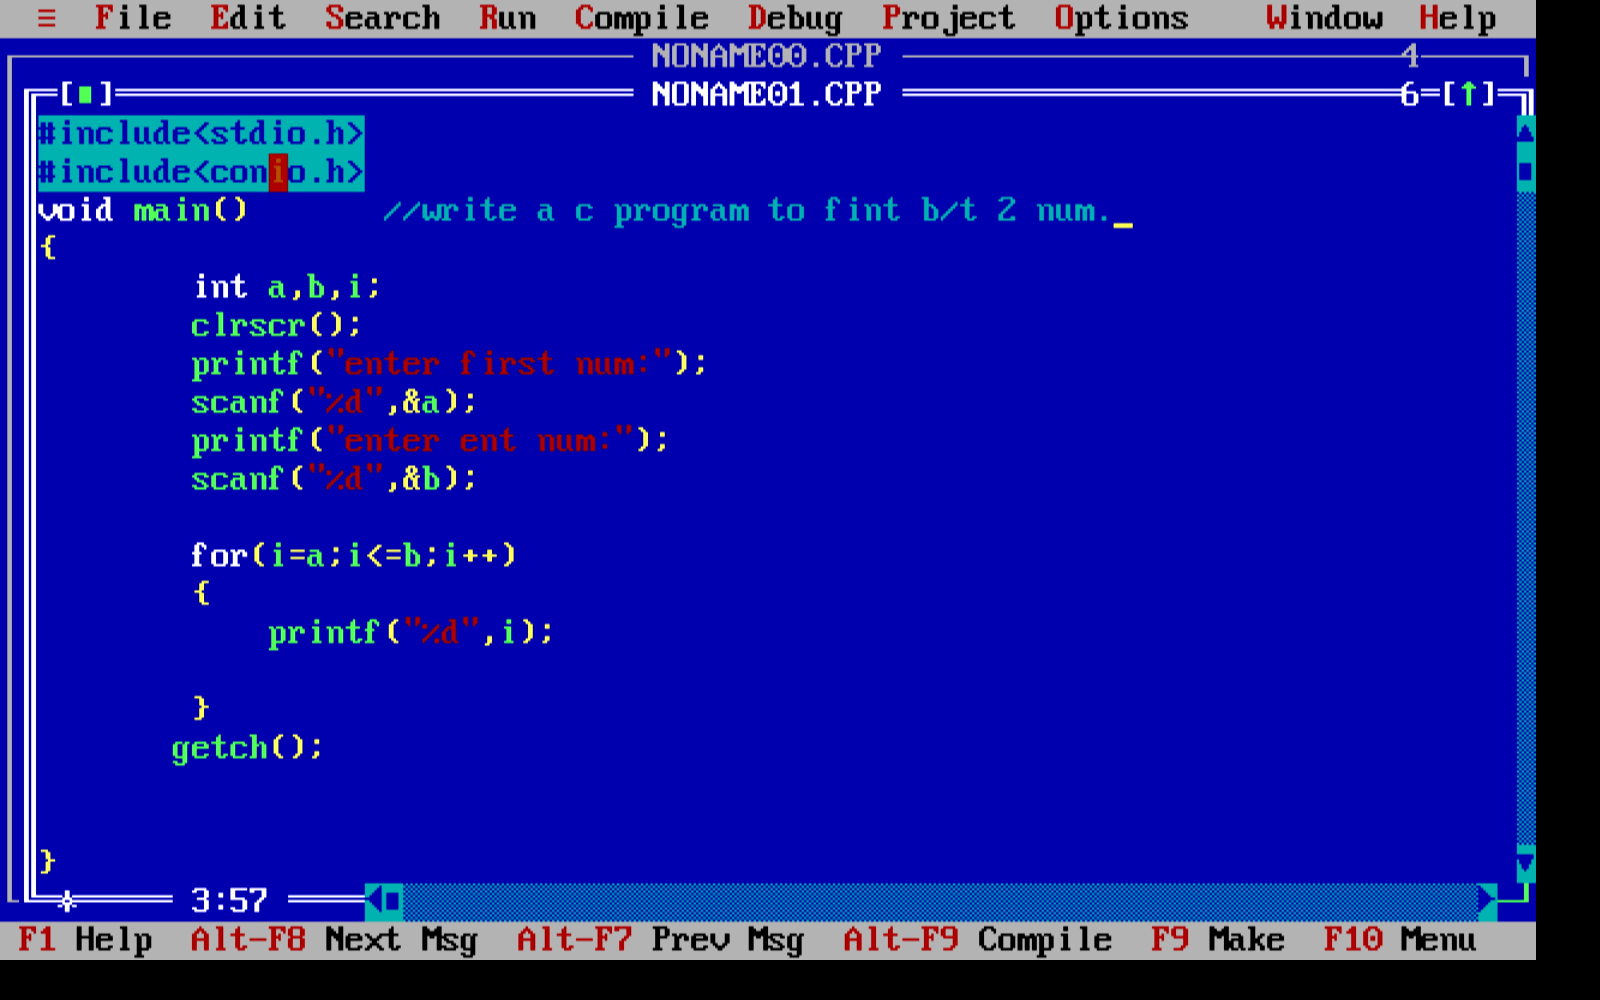 ≡ File Edit Search Run Compile Debug Project Options Window Help
NONAME00.CPP 4
[■] NONAME01.CPP 6=[↑]
#include<stdio.h>
#include<conio.h>
void main() //write a c program to fint b/t 2 num._
{
int a,b,i;
clrscr();
printf("enter first num:");
scanf("%d",&a);
printf("enter ent num:");
scanf("%d",&b);
for(i=a;i<=b;i++)
{
printf("%d",i);
}
getch();
}
3:57
F1 Help Alt-F8 Next Msg Alt-F7 Prev Msg Alt-F9 Compile F9 Make F10 Menu